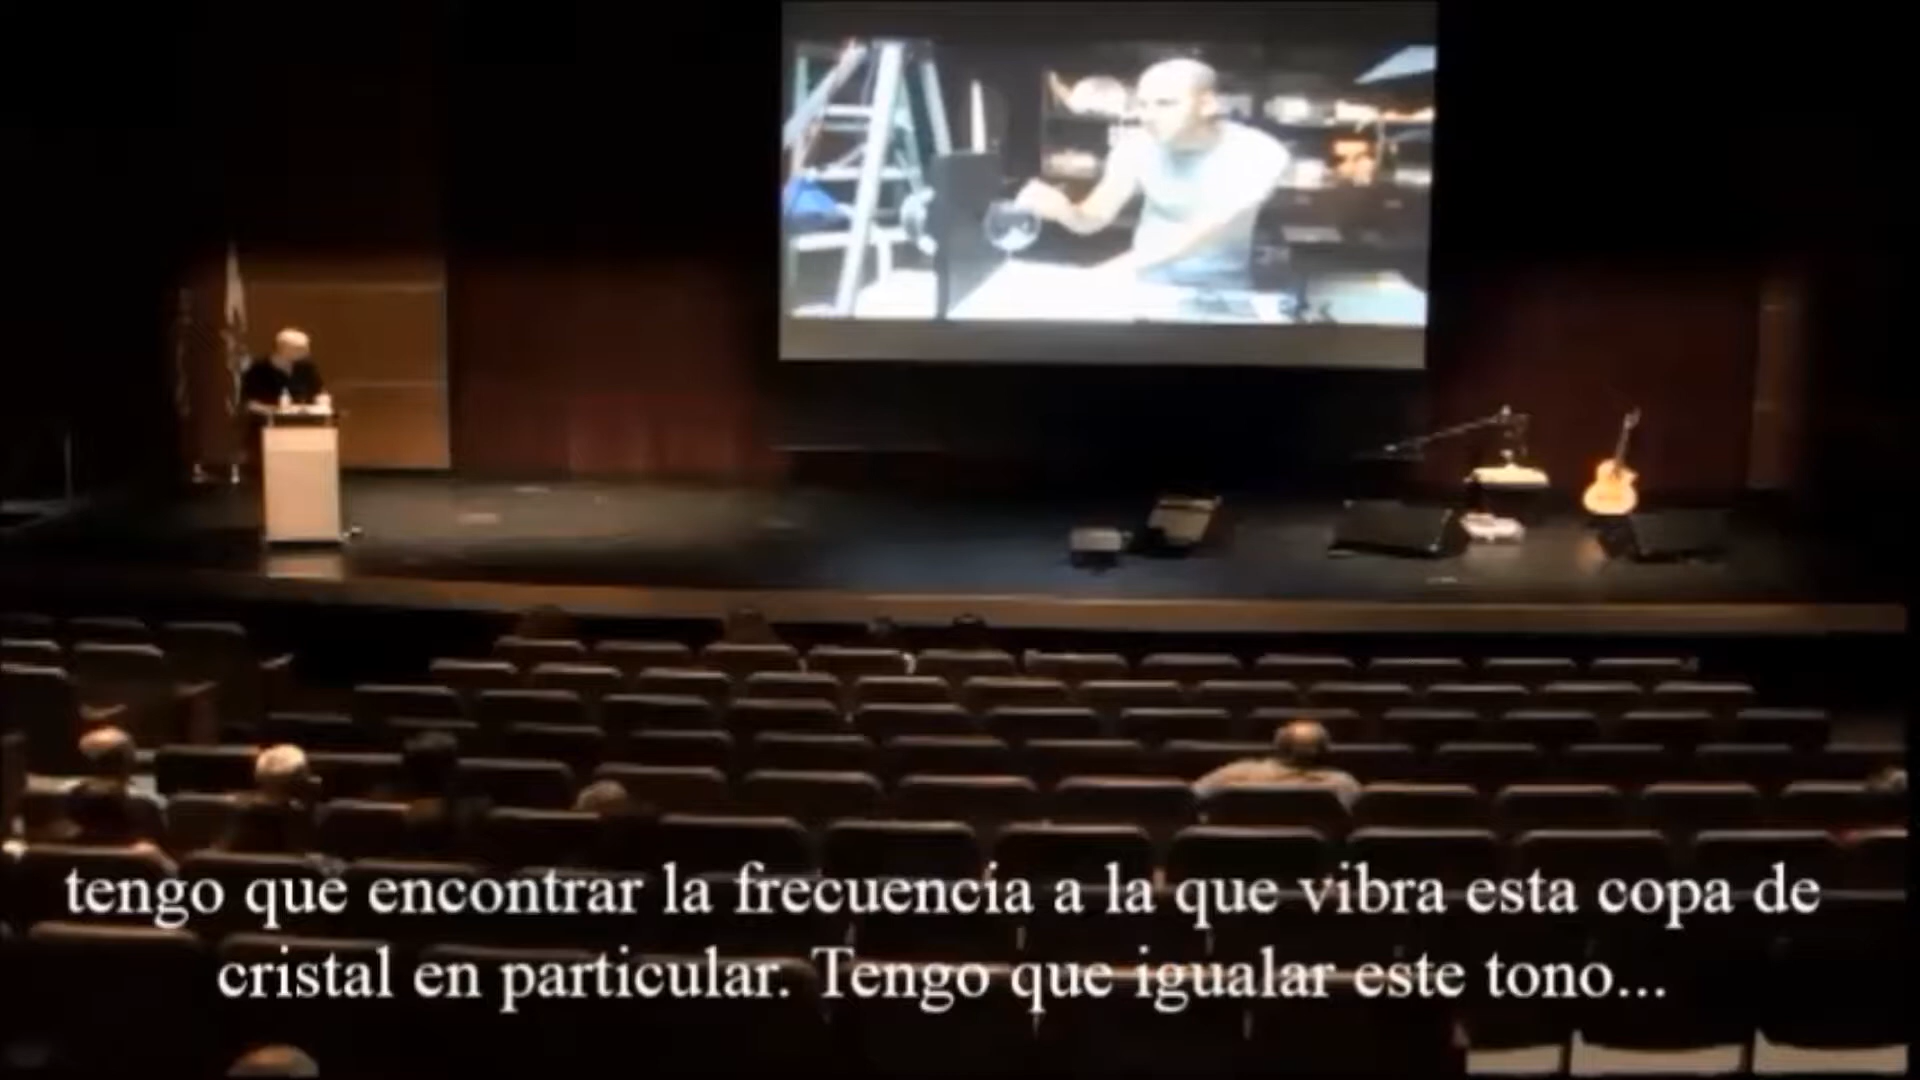 tengo que encontrar la frecuencia a la que vibra esta copa de
cristal en particular. Tengo que igualar este tono...